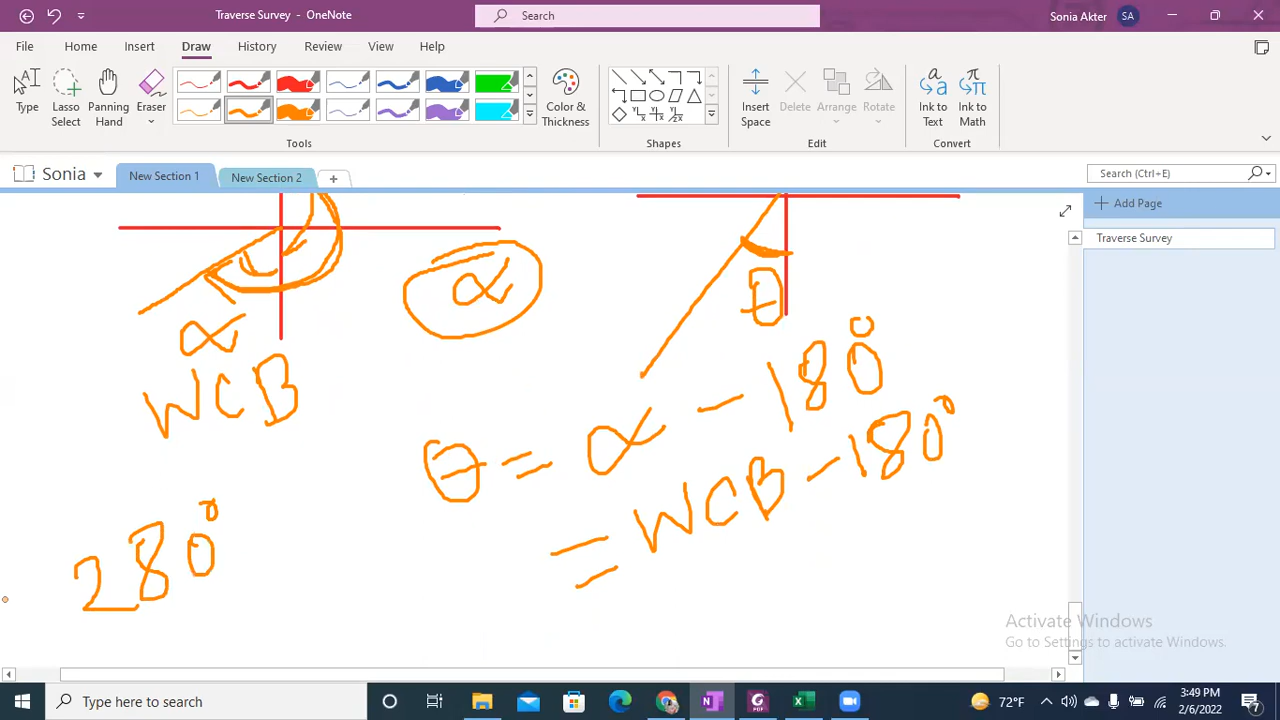 Traverse Survey - OneNote
Search
Sonia Akter SA
File Home Insert Draw History Review View Help
Type
Lasso Select
Panning Hand
Eraser
Color & Thickness
Insert Space
Delete
Arrange
Rotate
Ink to Text
Ink to Math
Tools
Shapes
Edit
Convert
Sonia
New Section 1
New Section 2
Search (Ctrl+E)
Add Page
Traverse Survey
α
α
θ
WCB
θ = α - 180°
= WCB - 180°
280°
Activate Windows
Go to Settings to activate Windows.
Type here to search
72°F
3:49 PM
2/6/2022
7